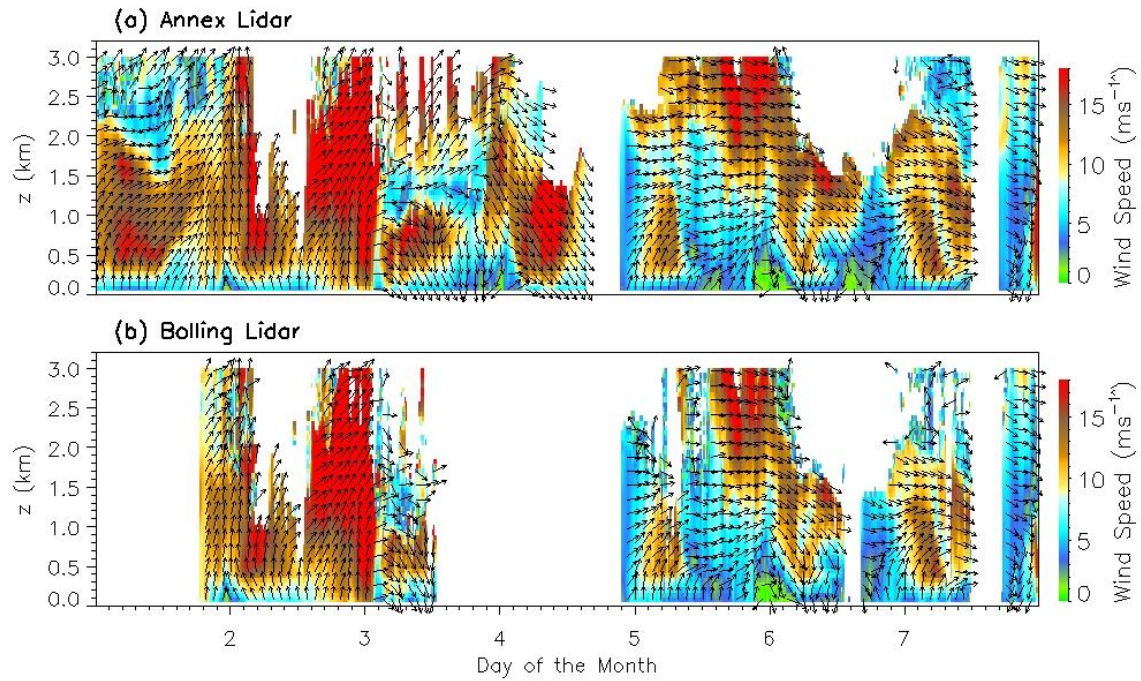 (a) Annex Lidar
3.0
2.5
2.0
1.5
1.0
0.5
0.0
z (km)
15
10
5
0
Wind Speed (ms⁻¹^)
(b) Bolling Lidar
3.0
2.5
2.0
1.5
1.0
0.5
0.0
z (km)
15
10
5
0
Wind Speed (ms⁻¹^)
2 3 4 5 6 7
Day of the Month